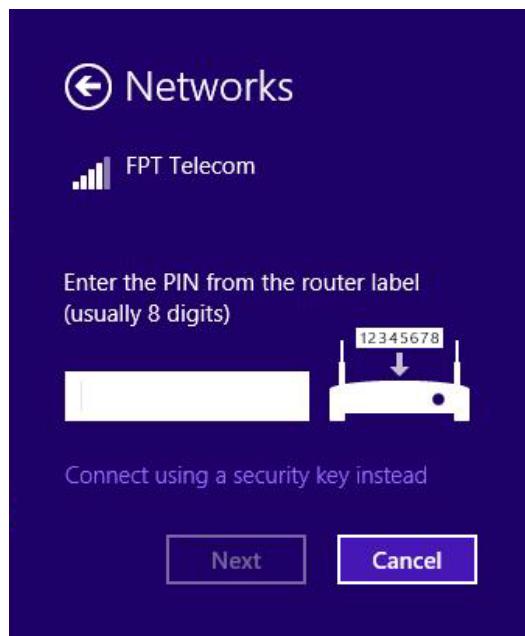 Networks
FPT Telecom
Enter the PIN from the router label
(usually 8 digits)
12345678
Connect using a security key instead
Next
Cancel